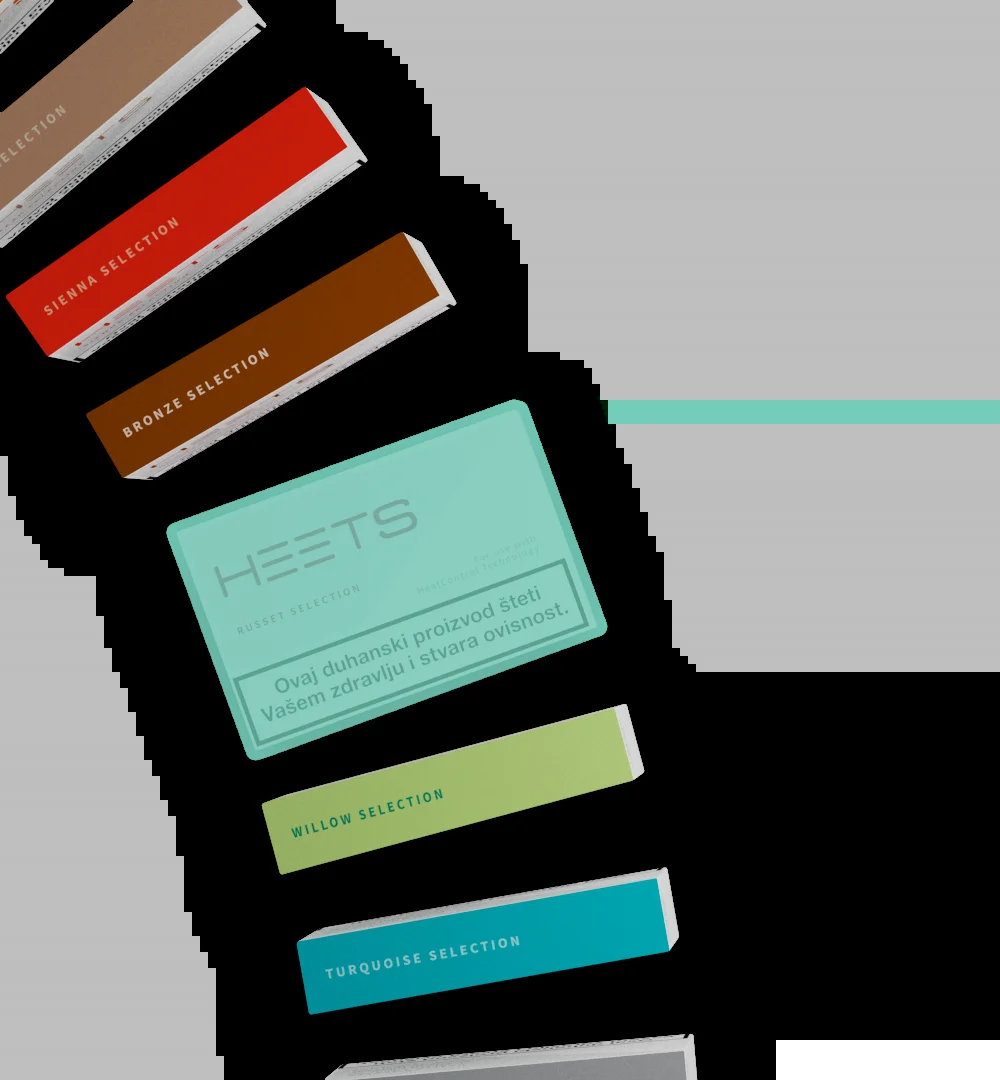 SELECTION
SIENNA SELECTION
BRONZE SELECTION
HEETS
For use with
HeatControl Technology
RUSSET SELECTION
Ovaj duhanski proizvod šteti
Vašem zdravlju i stvara ovisnost.
WILLOW SELECTION
TURQUOISE SELECTION